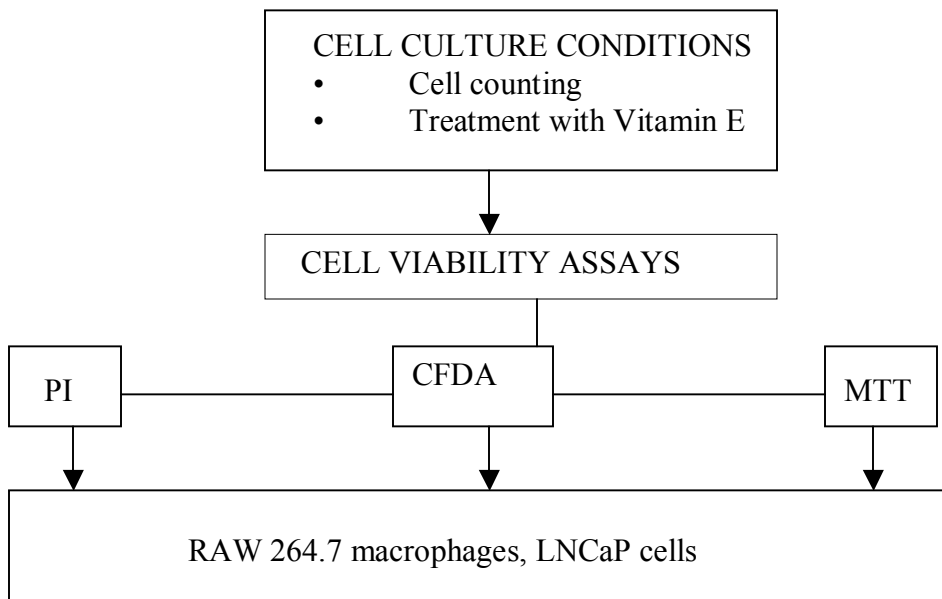 CELL CULTURE CONDITIONS
• Cell counting
• Treatment with Vitamin E
CELL VIABILITY ASSAYS
PI
CFDA
MTT
RAW 264.7 macrophages, LNCaP cells